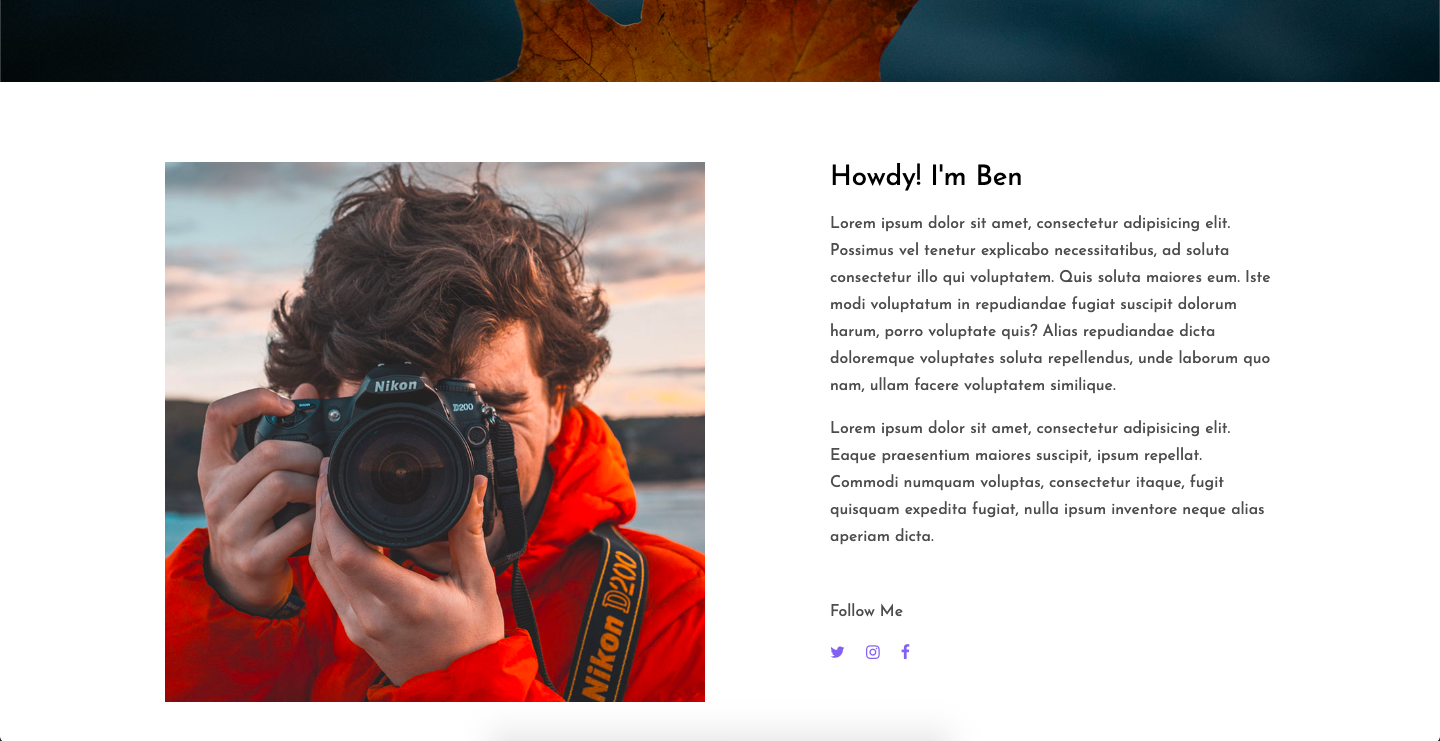 Howdy! I'm Ben
Lorem ipsum dolor sit amet, consectetur adipisicing elit.
Possimus vel tenetur explicabo necessitatibus, ad soluta
consectetur illo qui voluptatem. Quis soluta maiores eum. Iste
modi voluptatum in repudiandae fugiat suscipit dolorum
harum, porro voluptate quis? Alias repudiandae dicta
doloremque voluptates soluta repellendus, unde laborum quo
nam, ullam facere voluptatem similique.
Lorem ipsum dolor sit amet, consectetur adipisicing elit.
Eaque praesentium maiores suscipit, ipsum repellat.
Commodi numquam voluptas, consectetur itaque, fugit
quisquam expedita fugiat, nulla ipsum inventore neque alias
aperiam dicta.
Follow Me
Nikon
D200
Nikon D200